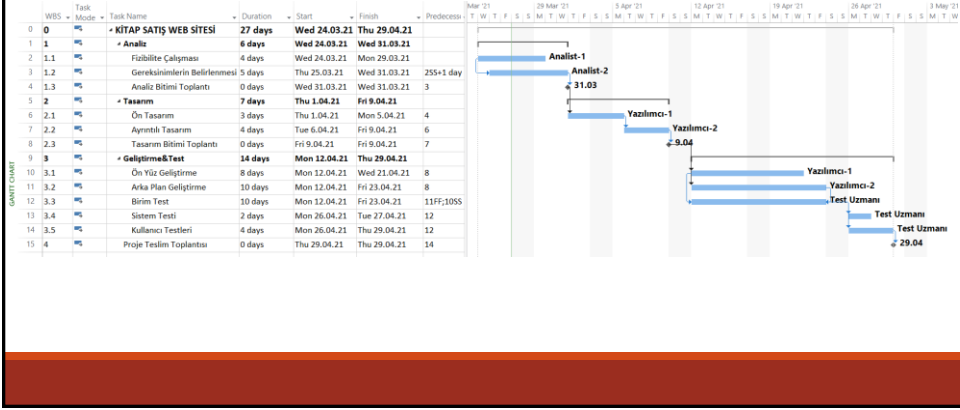 Mar '21 29 Mar '21 5 Apr '21 12 Apr '21 19 Apr '21 26 Apr '21 3 May '21
WBS Task Mode Task Name Duration Start Finish Predecesso T W T F S S M T W T F S S M T W T F S S M T W T F S S M T W T F S S M T W T F S S M T W
0 0 KİTAP SATIŞ WEB SİTESİ 27 days Wed 24.03.21 Thu 29.04.21
1 1 Analiz 6 days Wed 24.03.21 Wed 31.03.21
2 1.1 Fizibilite Çalışması 4 days Wed 24.03.21 Mon 29.03.21 Analist-1
3 1.2 Gereksinimlerin Belirlenmesi 5 days Thu 25.03.21 Wed 31.03.21 2SS+1 day Analist-2
4 1.3 Analiz Bitimi Toplantı 0 days Wed 31.03.21 Wed 31.03.21 3 31.03
5 2 Tasarım 7 days Thu 1.04.21 Fri 9.04.21
6 2.1 Ön Tasarım 3 days Thu 1.04.21 Mon 5.04.21 4 Yazılımcı-1
7 2.2 Ayrıntılı Tasarım 4 days Tue 6.04.21 Fri 9.04.21 6 Yazılımcı-2
8 2.3 Tasarım Bitimi Toplantı 0 days Fri 9.04.21 Fri 9.04.21 7 9.04
9 3 Geliştirme&Test 14 days Mon 12.04.21 Thu 29.04.21
10 3.1 Ön Yüz Geliştirme 8 days Mon 12.04.21 Wed 21.04.21 8 Yazılımcı-1
11 3.2 Arka Plan Geliştirme 10 days Mon 12.04.21 Fri 23.04.21 8 Yazılımcı-2
12 3.3 Birim Test 10 days Mon 12.04.21 Fri 23.04.21 11FF;10SS Test Uzmanı
13 3.4 Sistem Testi 2 days Mon 26.04.21 Tue 27.04.21 12 Test Uzmanı
14 3.5 Kullanıcı Testleri 4 days Mon 26.04.21 Thu 29.04.21 12 Test Uzmanı
15 4 Proje Teslim Toplantısı 0 days Thu 29.04.21 Thu 29.04.21 14 29.04
GANTT CHART